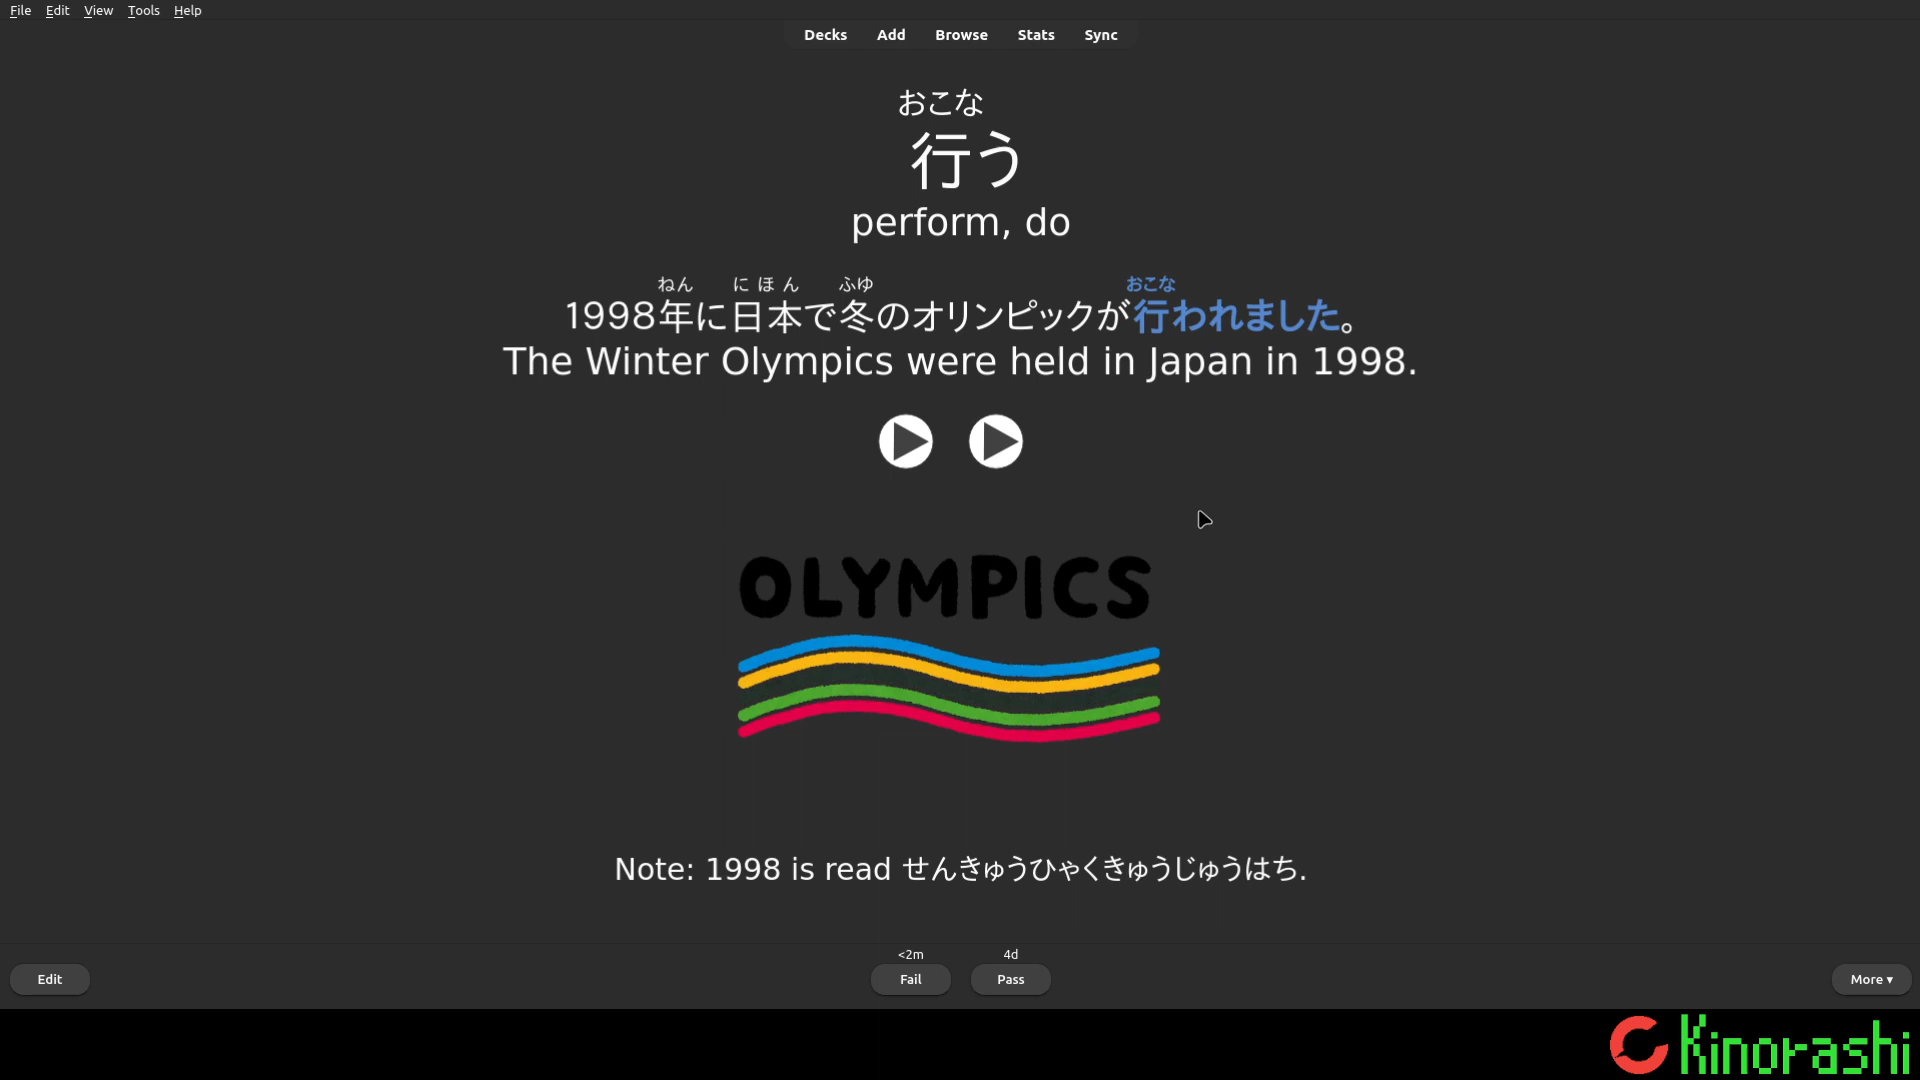 File Edit View Tools Help
Decks Add Browse Stats Sync
おこな
行う
perform, do
ねん にほん ふゆ おこな
1998年に日本で冬のオリンピックが行われました。
The Winter Olympics were held in Japan in 1998.
OLYMPICS
Note: 1998 is read せんきゅうひゃくきゅうじゅうはち.
<2m 4d
Edit Fail Pass More ▾
Kinorashi